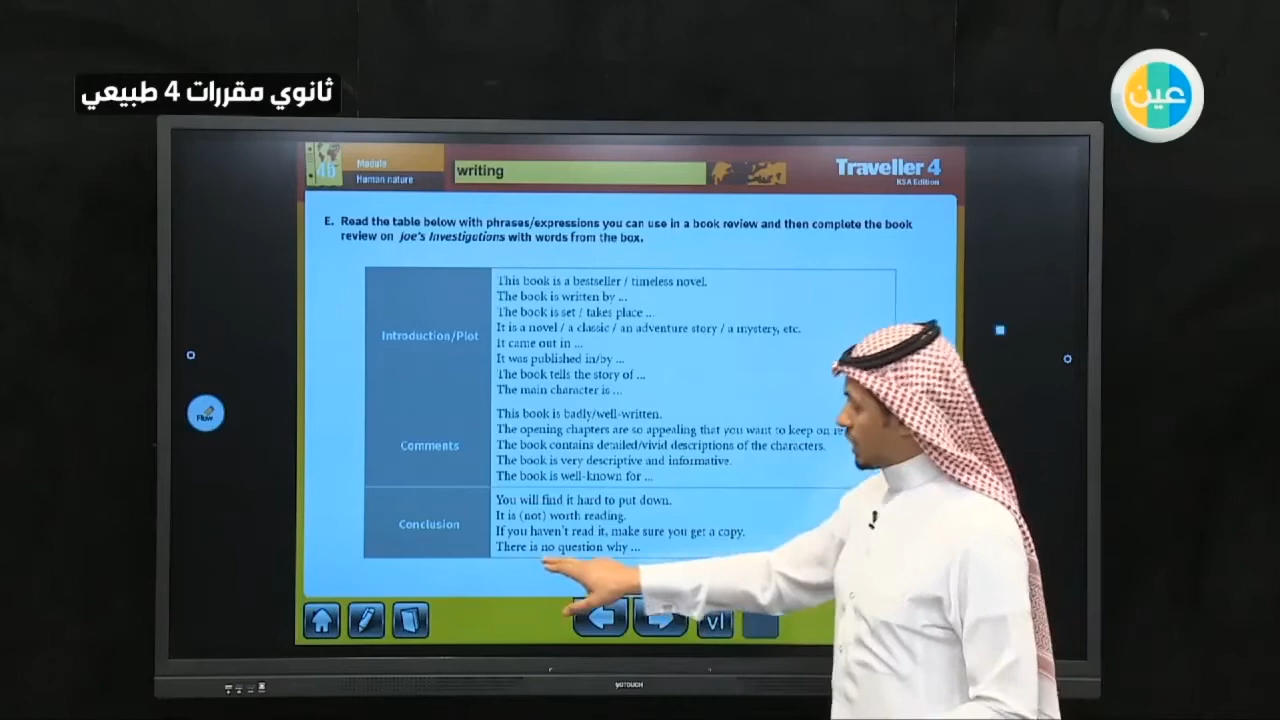 ثانوي مقررات 4 طبيعي
عين
4b
Module
Human nature
writing
Traveller 4
KSA Edition
E. Read the table below with phrases/expressions you can use in a book review and then complete the book
review on Joe's Investigations with words from the box.
Introduction/Plot
This book is a bestseller / timeless novel.
The book is written by ...
The book is set / takes place ...
It is a novel / a classic / an adventure story / a mystery, etc.
It came out in ...
It was published in/by ...
The book tells the story of ...
The main character is ...
Comments
This book is badly/well-written.
The opening chapters are so appealing that you want to keep on
The book contains detailed/vivid descriptions of the characters.
The book is very descriptive and informative.
The book is well-known for ...
Conclusion
You will find it hard to put down.
It is (not) worth reading.
If you haven't read it, make sure you get a copy.
There is no question why ...
Flow
vl